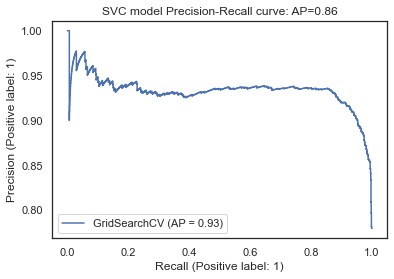 SVC model Precision-Recall curve: AP=0.86
1.00
0.95
0.90
0.85
0.80
Precision (Positive label: 1)
GridSearchCV (AP = 0.93)
0.0 0.2 0.4 0.6 0.8 1.0
Recall (Positive label: 1)